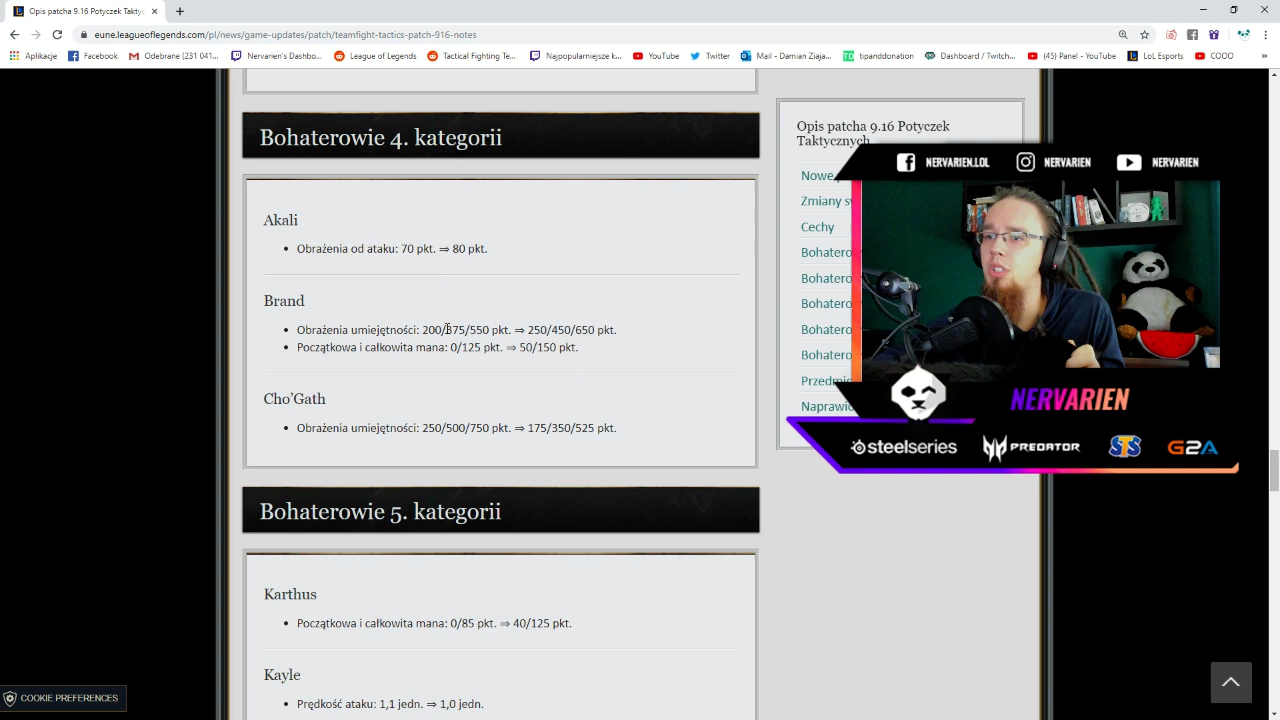 Opis patcha 9.16 Potyczek Taktyc
eune.leagueoflegends.com/pl/news/game-updates/patch/teamfight-tactics-patch-916-notes
Aplikacje Facebook Odebrane (231 041... Nervarien's Dashbo... League of Legends Tactical Fighting Te... Najpopularniejsze k... YouTube Twitter Mail - Damian Ziaja... tipanddonation Dashboard / Twitch... (45) Panel - YouTube LoL Esports COOO »
Bohaterowie 4. kategorii
Akali
• Obrażenia od ataku: 70 pkt. ⇒ 80 pkt.
Brand
• Obrażenia umiejętności: 200/375/550 pkt. ⇒ 250/450/650 pkt.
• Początkowa i całkowita mana: 0/125 pkt. ⇒ 50/150 pkt.
Cho’Gath
• Obrażenia umiejętności: 250/500/750 pkt. ⇒ 175/350/525 pkt.
Bohaterowie 5. kategorii
Karthus
• Początkowa i całkowita mana: 0/85 pkt. ⇒ 40/125 pkt.
Kayle
• Prędkość ataku: 1,1 jedn. ⇒ 1,0 jedn.
Opis patcha 9.16 Potyczek
Taktycznych
Nowe
Zmiany
Cechy
Bohatero
Bohatero
Bohatero
Bohatero
Bohatero
Przedmio
Naprawio
NERVARIEN.LOL NERVARIEN NERVARIEN
NERVARIEN
steelseries PREDATOR STS G2A
COOKIE PREFERENCES